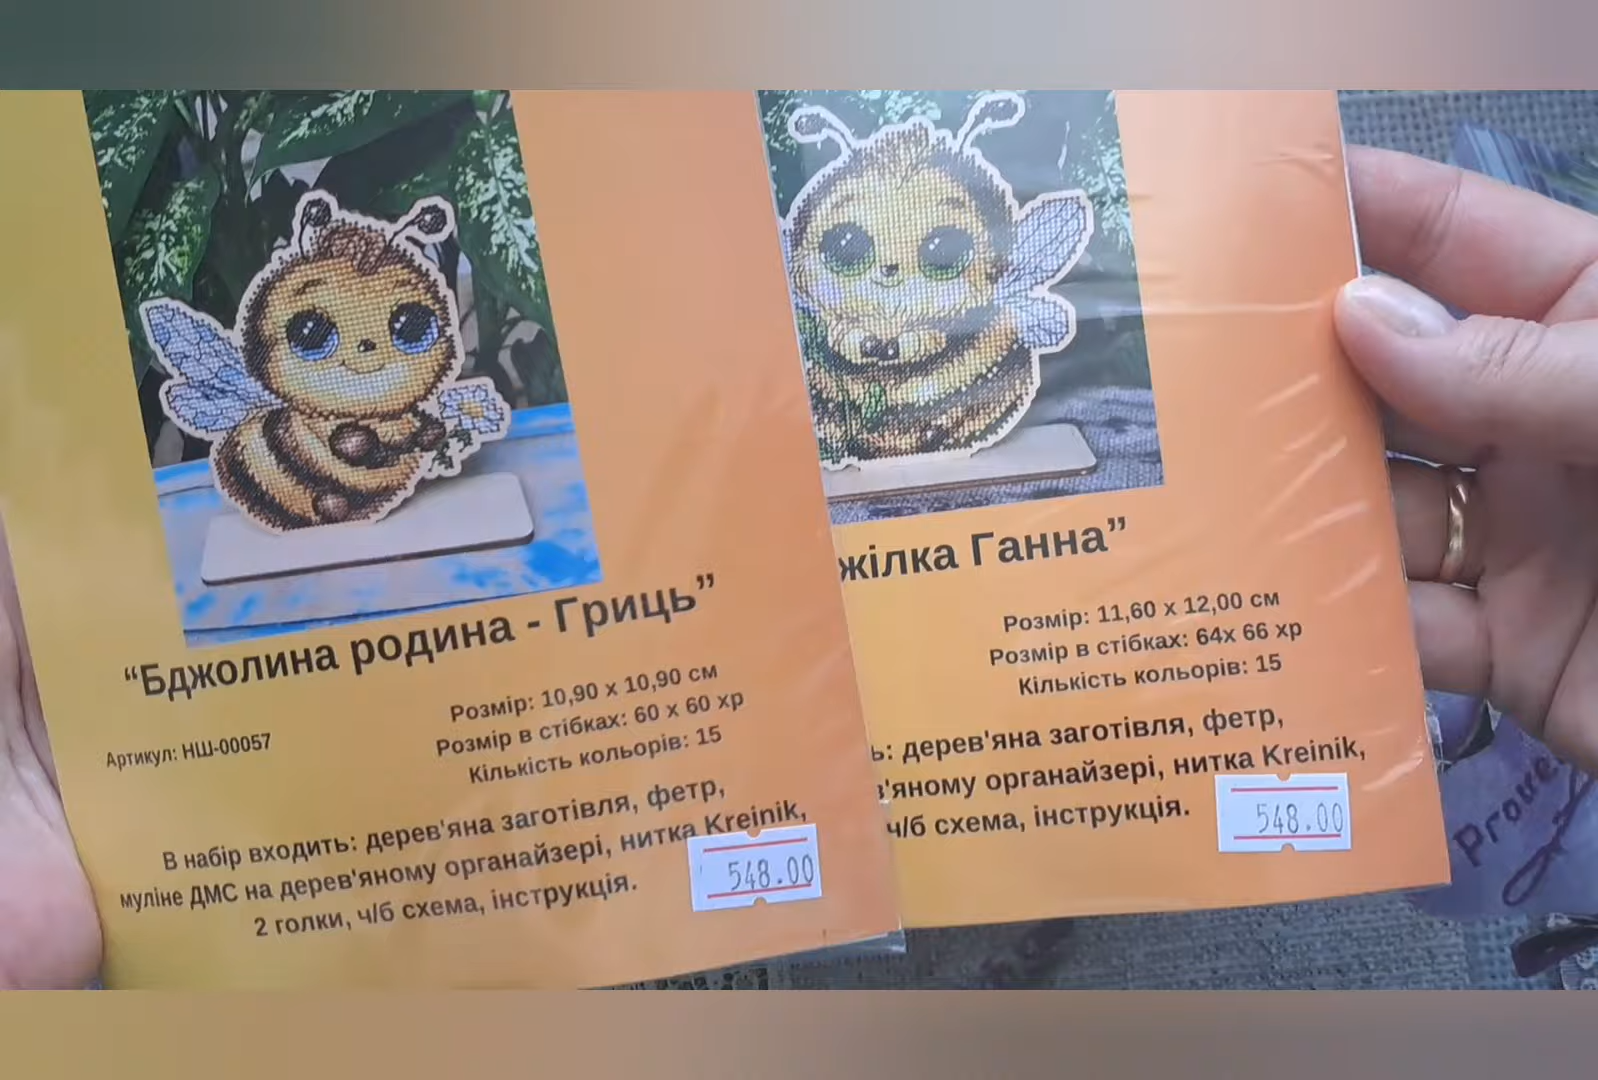 “Бджолина родина - Гриць”
Артикул: НШ-00057
Розмір: 10,90 х 10,90 см
Розмір в стібках: 60 х 60 хр
Кількість кольорів: 15
В набір входить: дерев'яна заготівля, фетр,
муліне ДМС на дерев'яному органайзері, нитка Kreinik,
2 голки, ч/б схема, інструкція.
548.00
жілка Ганна”
Розмір: 11,60 х 12,00 см
Розмір в стібках: 64х 66 хр
Кількість кольорів: 15
ь: дерев'яна заготівля, фетр,
в'яному органайзері, нитка Kreinik,
ч/б схема, інструкція.
548.00